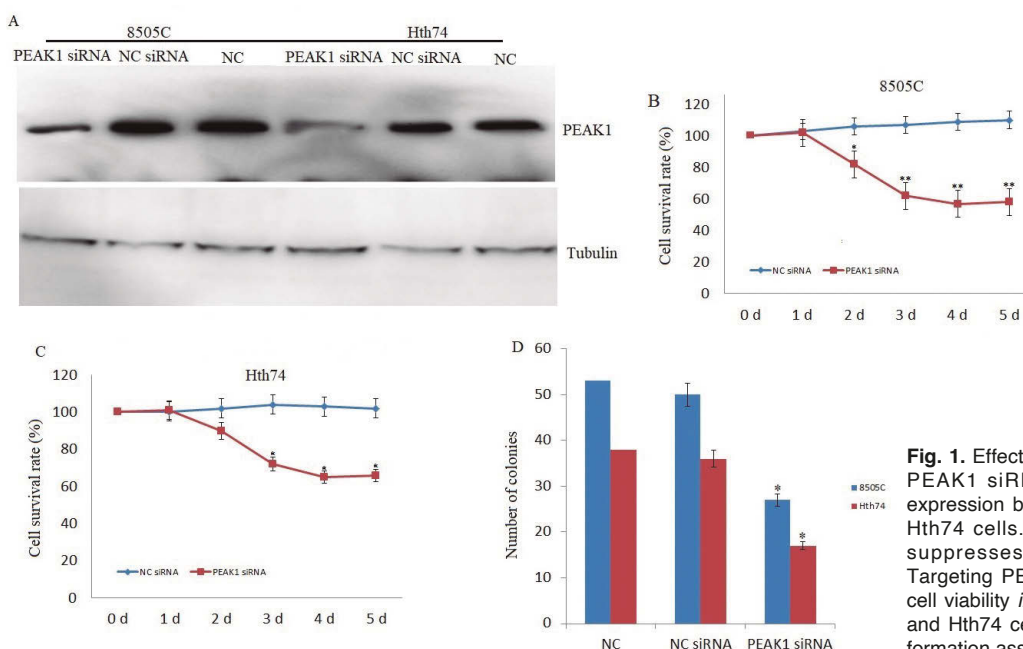 A
8505C
Hth74
PEAK1 siRNA NC siRNA NC PEAK1 siRNA NC siRNA NC
PEAK1
Tubulin
B
8505C
Cell survival rate (%)
120
100
80
60
40
20
0
*
**
**
**
NC siRNA
PEAK1 siRNA
0 d 1 d 2 d 3 d 4 d 5 d
C
Hth74
Cell survival rate (%)
120
100
80
60
40
20
0
*
*
*
NC siRNA
PEAK1 siRNA
0 d 1 d 2 d 3 d 4 d 5 d
D
Number of colonies
60
50
40
30
20
10
0
*
*
8505C
Hth74
NC NC siRNA PEAK1 siRNA
Fig. 1. Effect
PEAK1 siR
expression b
Hth74 cells.
suppresses
Targeting PE
cell viability i
and Hth74 ce
formation ass